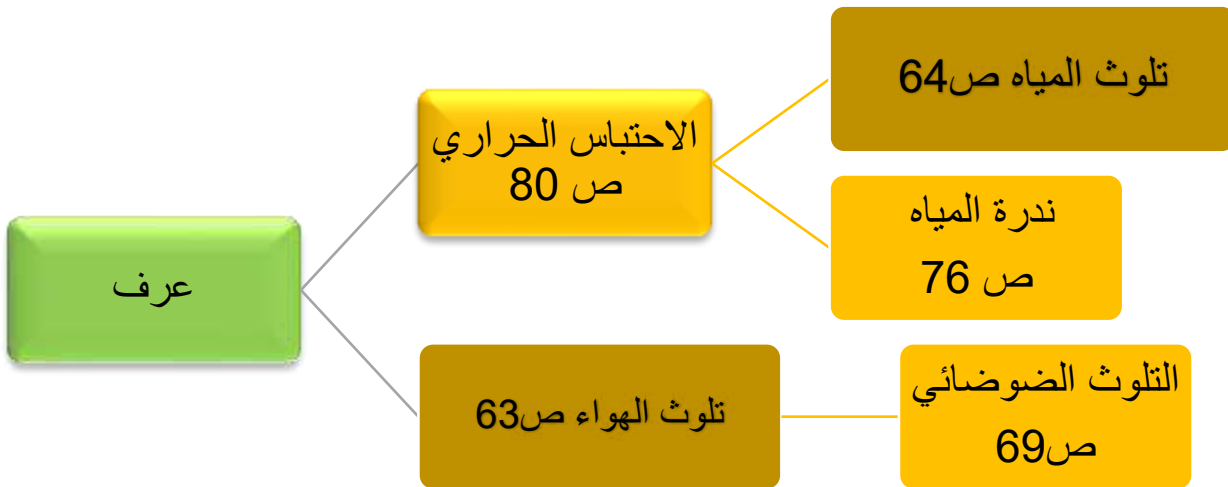 عرف
الاحتباس الحراري
ص 80
تلوث المياه ص64
ندرة المياه
ص 76
تلوث الهواء ص63
التلوث الضوضائي
ص69